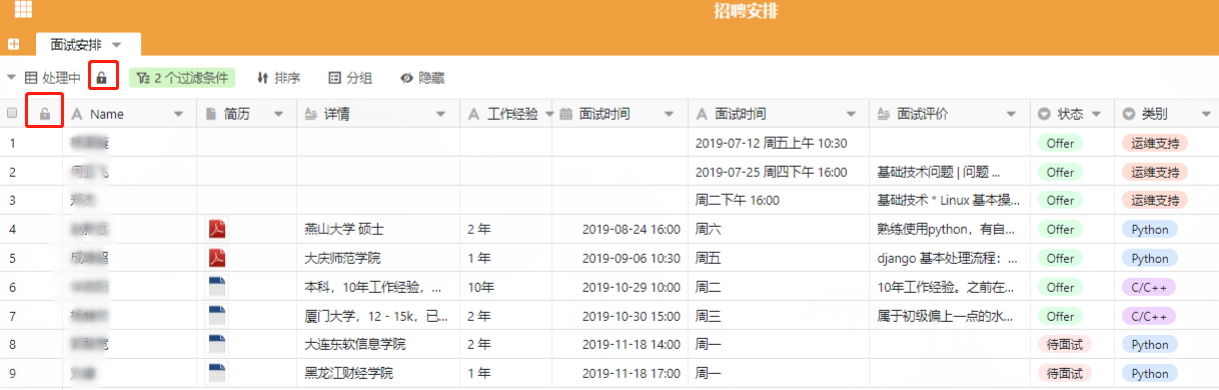 招聘安排
面试安排
处理中 2 个过滤条件 排序 分组 隐藏
Name 简历 详情 工作经验 面试时间 面试时间 面试评价 状态 类别
1 2019-07-12 周五上午 10:30 Offer 运维支持
2 2019-07-25 周四下午 16:00 基础技术问题 | 问题 ... Offer 运维支持
3 周二下午 16:00 基础技术 * Linux 基本操... Offer 运维支持
4 燕山大学 硕士 2 年 2019-08-24 16:00 周六 熟练使用python，有自... Offer Python
5 大庆师范学院 1 年 2019-09-06 10:30 周五 django 基本处理流程： ... Offer Python
6 本科，10年工作经验， ... 10年 2019-10-29 10:00 周二 10年工作经验。之前在... Offer C/C++
7 厦门大学，12 - 15k，已... 2 年 2019-10-30 15:00 周三 属于初级偏上一点的水... Offer C/C++
8 大连东软信息学院 2 年 2019-11-18 14:00 周一 待面试 Python
9 黑龙江财经学院 1 年 2019-11-18 17:00 周一 待面试 Python